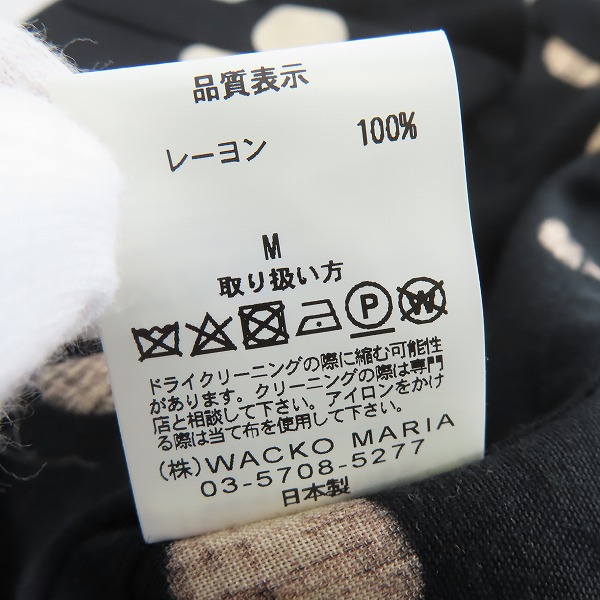 品質表示
レーヨン 100%
M
取り扱い方
P W
ドライクリーニングの際に縮む可能性
があります。クリーニングの際は専門
店と相談して下さい。アイロンをかけ
る際は当て布を使用して下さい。
(株)WACKO MARIA
03-5708-5277
日本製